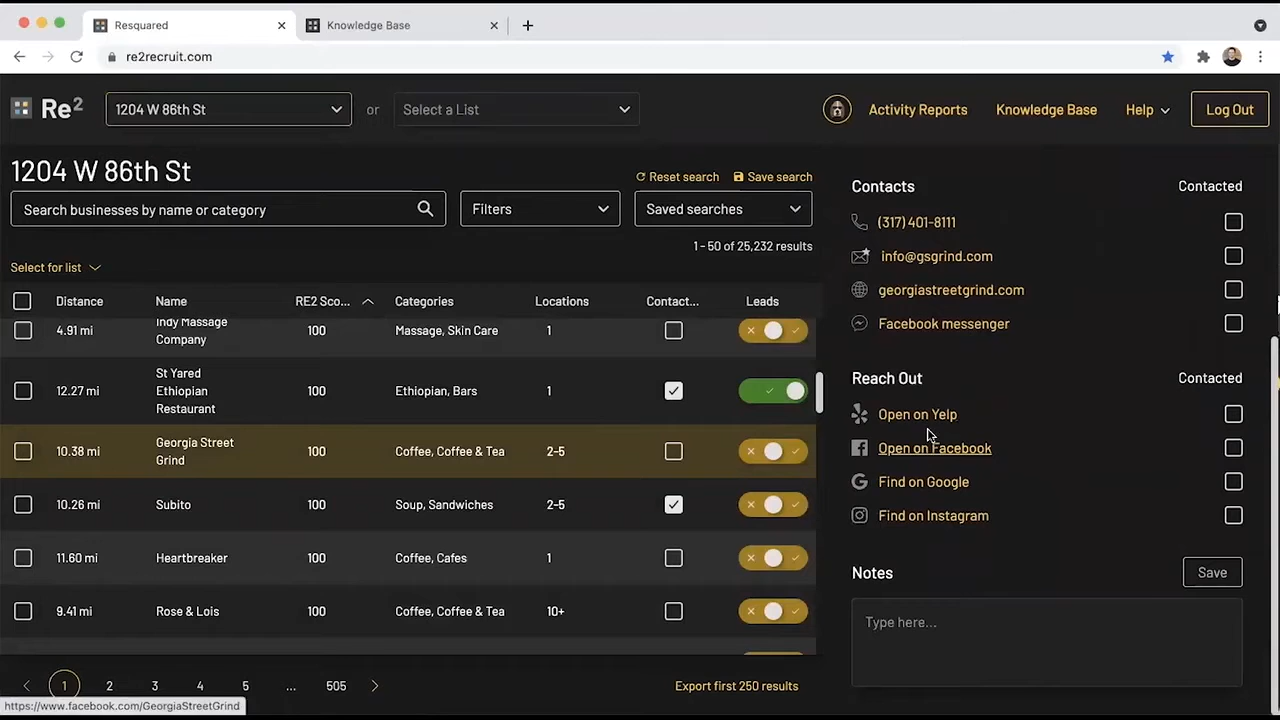 Resquared
Knowledge Base
re2recruit.com
Re²
1204 W 86th St
or
Select a List
Activity Reports
Knowledge Base
Help
Log Out
1204 W 86th St
Reset search
Save search
Search businesses by name or category
Filters
Saved searches
1 - 50 of 25,232 results
Select for list
Distance Name RE2 Sco... Categories Locations Contact... Leads
4.91 mi Indy Massage Company 100 Massage, Skin Care 1
12.27 mi St Yared Ethiopian Restaurant 100 Ethiopian, Bars 1
10.38 mi Georgia Street Grind 100 Coffee, Coffee & Tea 2-5
10.26 mi Subito 100 Soup, Sandwiches 2-5
11.60 mi Heartbreaker 100 Coffee, Cafes 1
9.41 mi Rose & Lois 100 Coffee, Coffee & Tea 10+
1 2 3 4 5 ... 505
Export first 250 results
https://www.facebook.com/GeorgiaStreetGrind
Contacts Contacted
(317) 401-8111
info@gsgrind.com
georgiastreetgrind.com
Facebook messenger
Reach Out Contacted
Open on Yelp
Open on Facebook
Find on Google
Find on Instagram
Notes
Save
Type here...